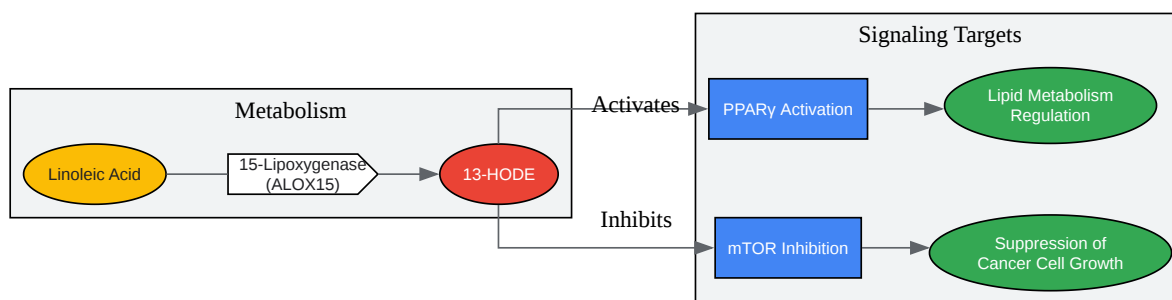 Signaling Targets
Metabolism
Linoleic Acid
15-Lipoxygenase
(ALOX15)
13-HODE
Activates
Inhibits
PPARγ Activation
Lipid Metabolism
Regulation
mTOR Inhibition
Suppression of
Cancer Cell Growth